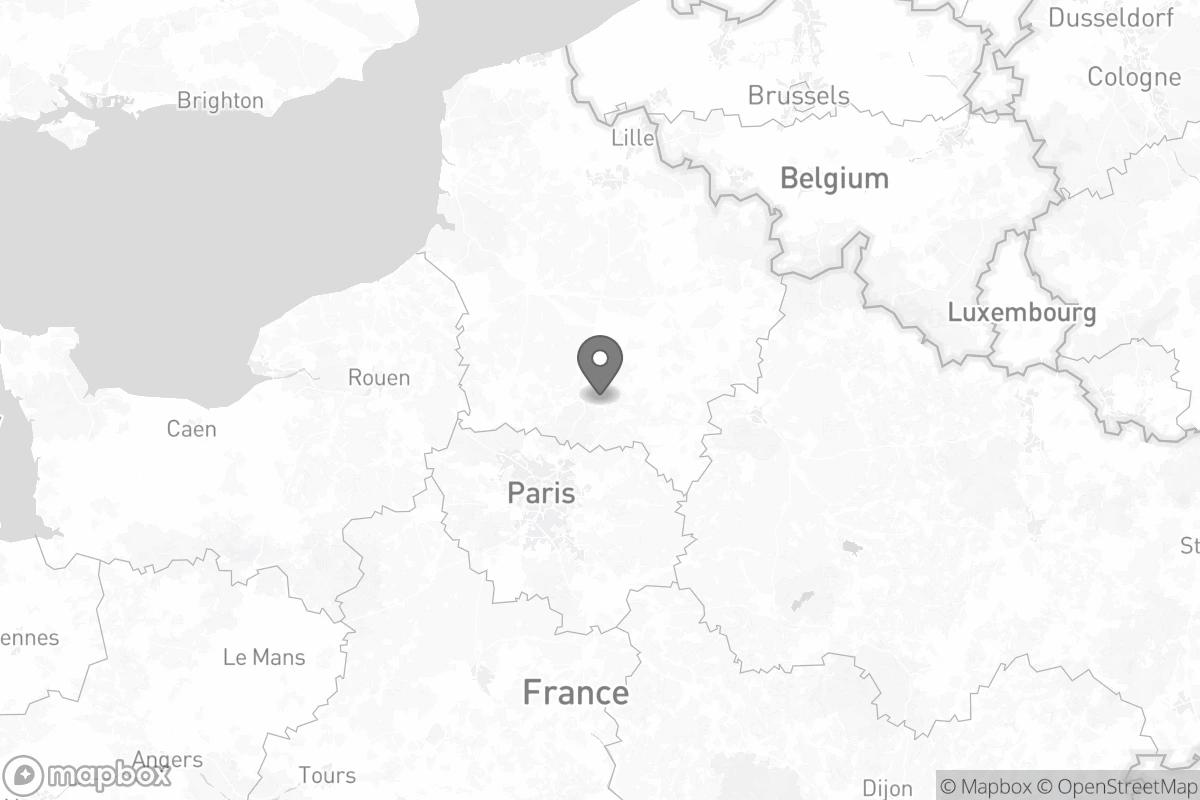 Dusseldorf
Cologne
Brighton
Brussels
Lille
Belgium
Luxembourg
Rouen
Caen
Paris
St
ennes
Le Mans
France
Angers
Tours
Dijon
mapbox
© Mapbox © OpenStreetMap